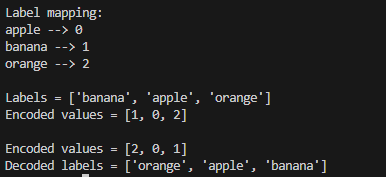 Label mapping:
apple --> 0
banana --> 1
orange --> 2
Labels = ['banana', 'apple', 'orange']
Encoded values = [1, 0, 2]
Encoded values = [2, 0, 1]
Decoded labels = ['orange', 'apple', 'banana']